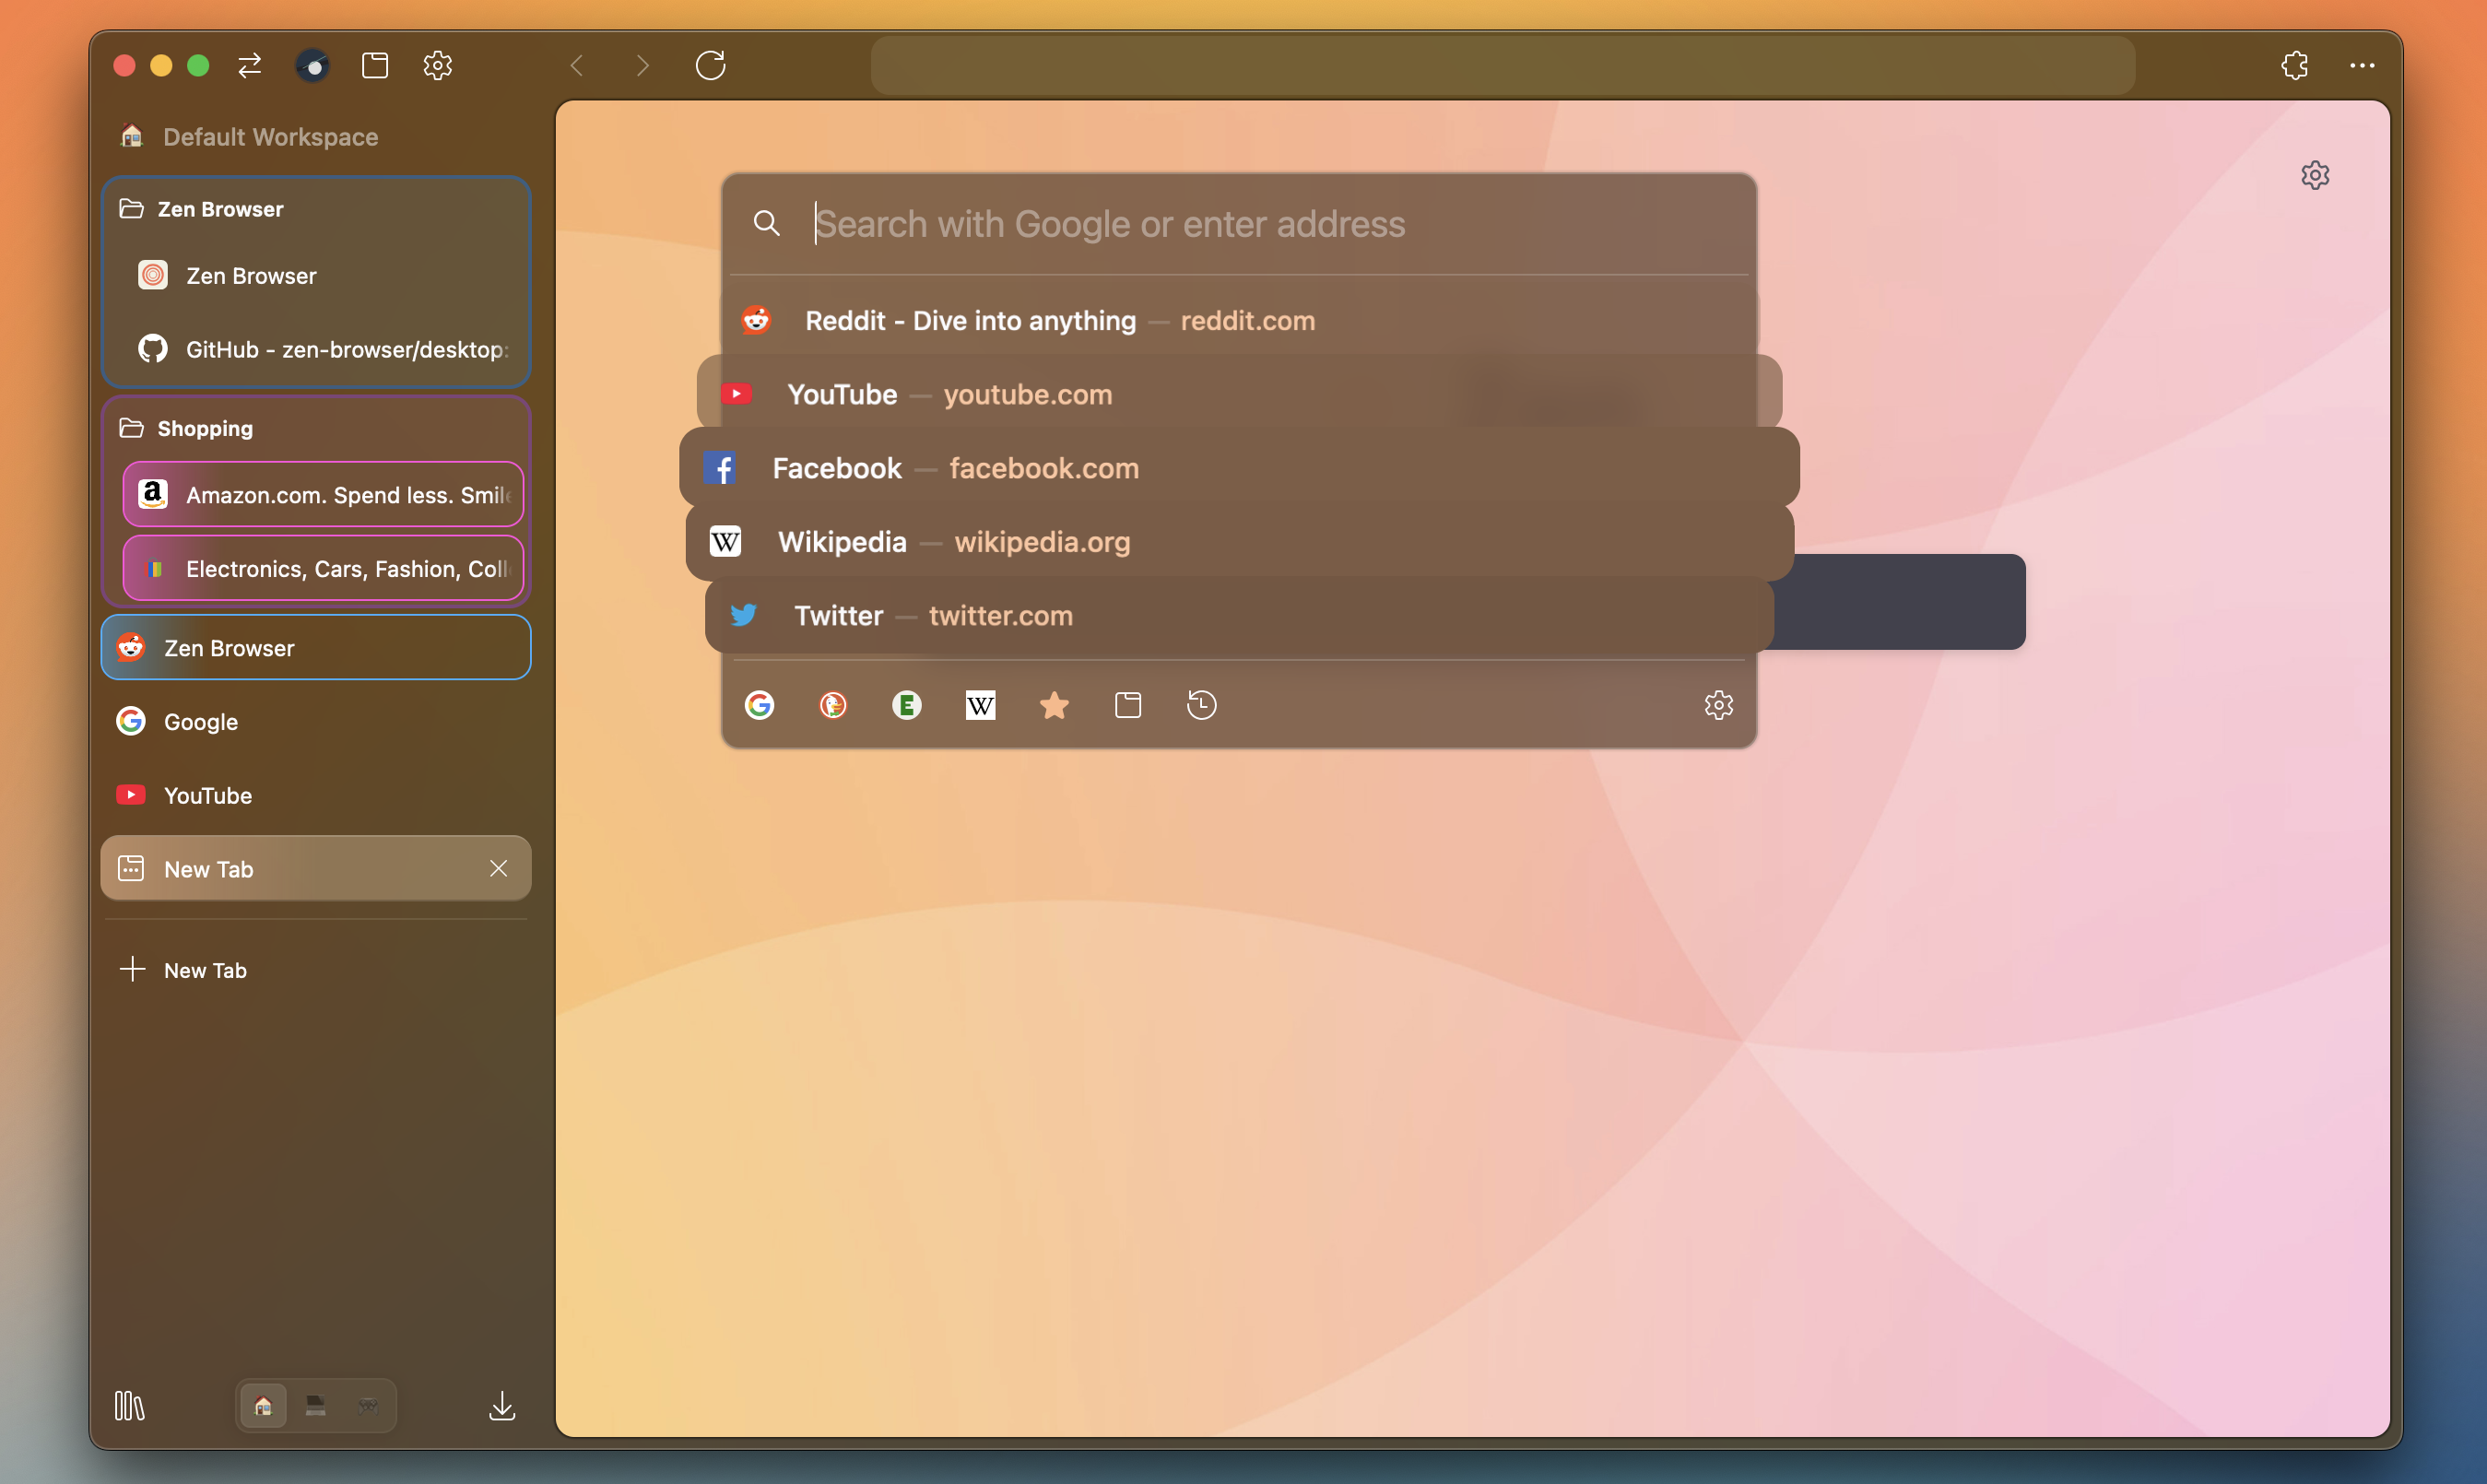 Default Workspace
Zen Browser
Zen Browser
GitHub - zen-browser/desktop:
Shopping
Amazon.com. Spend less. Smile
Electronics, Cars, Fashion, Coll
Zen Browser
Google
YouTube
New Tab
New Tab
Search with Google or enter address
Reddit - Dive into anything — reddit.com
YouTube — youtube.com
Facebook — facebook.com
Wikipedia — wikipedia.org
Twitter — twitter.com